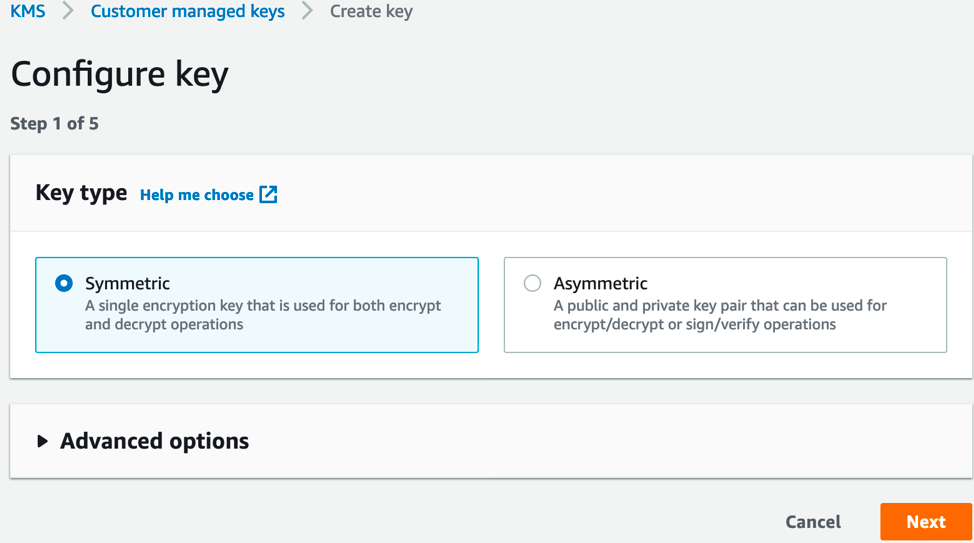 KMS > Customer managed keys > Create key
Configure key
Step 1 of 5
Key type Help me choose
Symmetric
A single encryption key that is used for both encrypt
and decrypt operations
Asymmetric
A public and private key pair that can be used for
encrypt/decrypt or sign/verify operations
Advanced options
Cancel Next